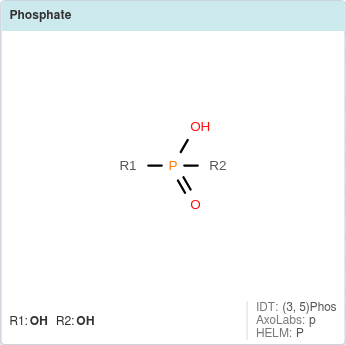 Phosphate
OH
R1 P R2
O
R1: OH R2: OH
IDT: (3, 5)Phos
AxoLabs: p
HELM: P